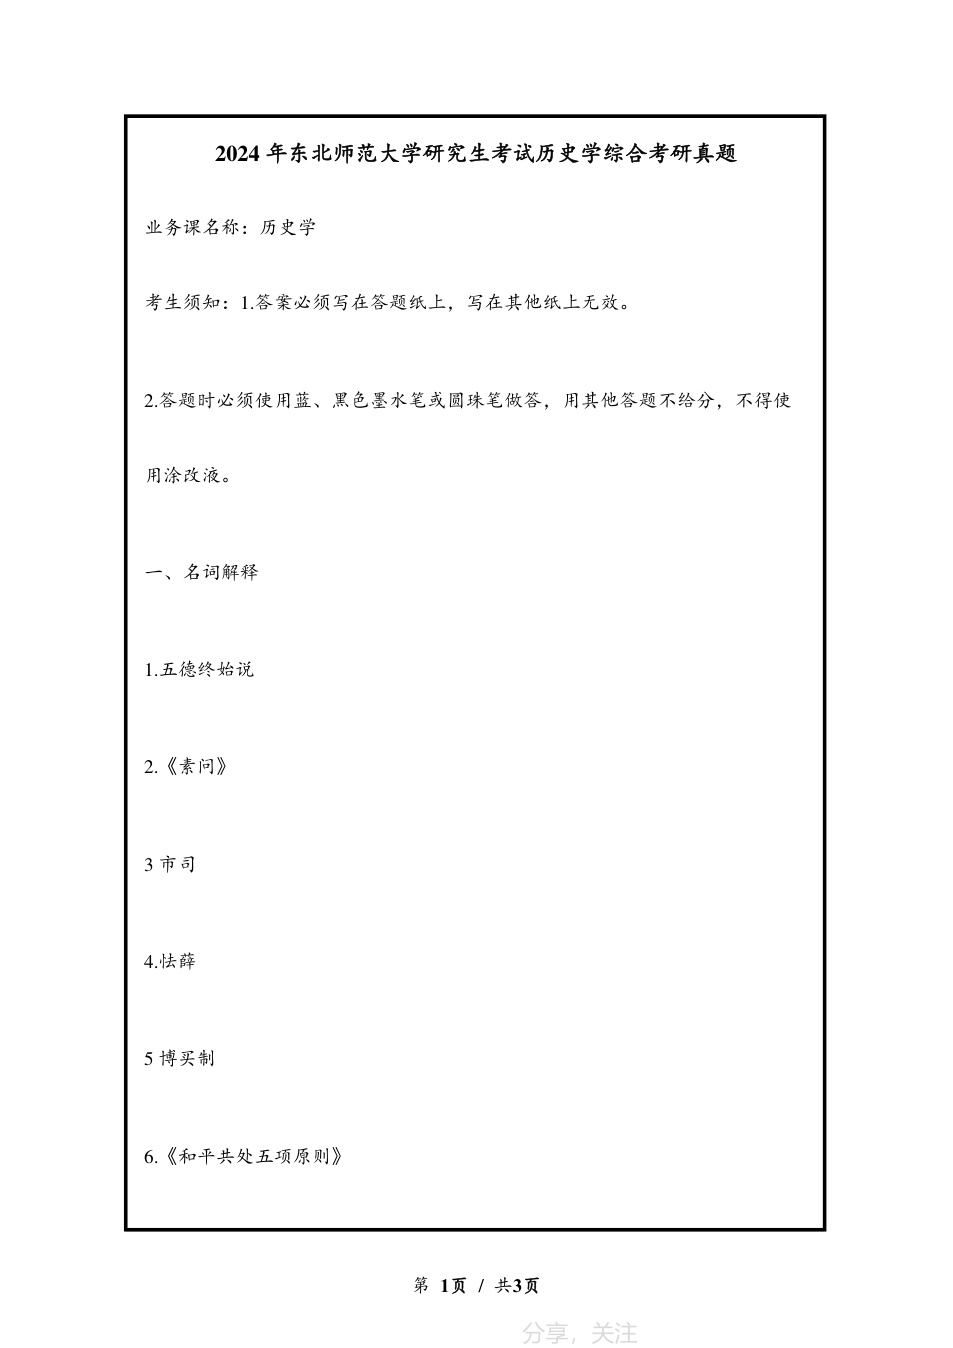 2024 年东北师范大学研究生考试历史学综合考研真题
业务课名称：历史学
考生须知：1.答案必须写在答题纸上，写在其他纸上无效。
2.答题时必须使用蓝、黑色墨水笔或圆珠笔做答，用其他答题不给分，不得使
用涂改液。
一、名词解释
1.五德终始说
2.《素问》
3 市司
4.怯薛
5 博买制
6.《和平共处五项原则》
第 1页 / 共3页
分享，关注